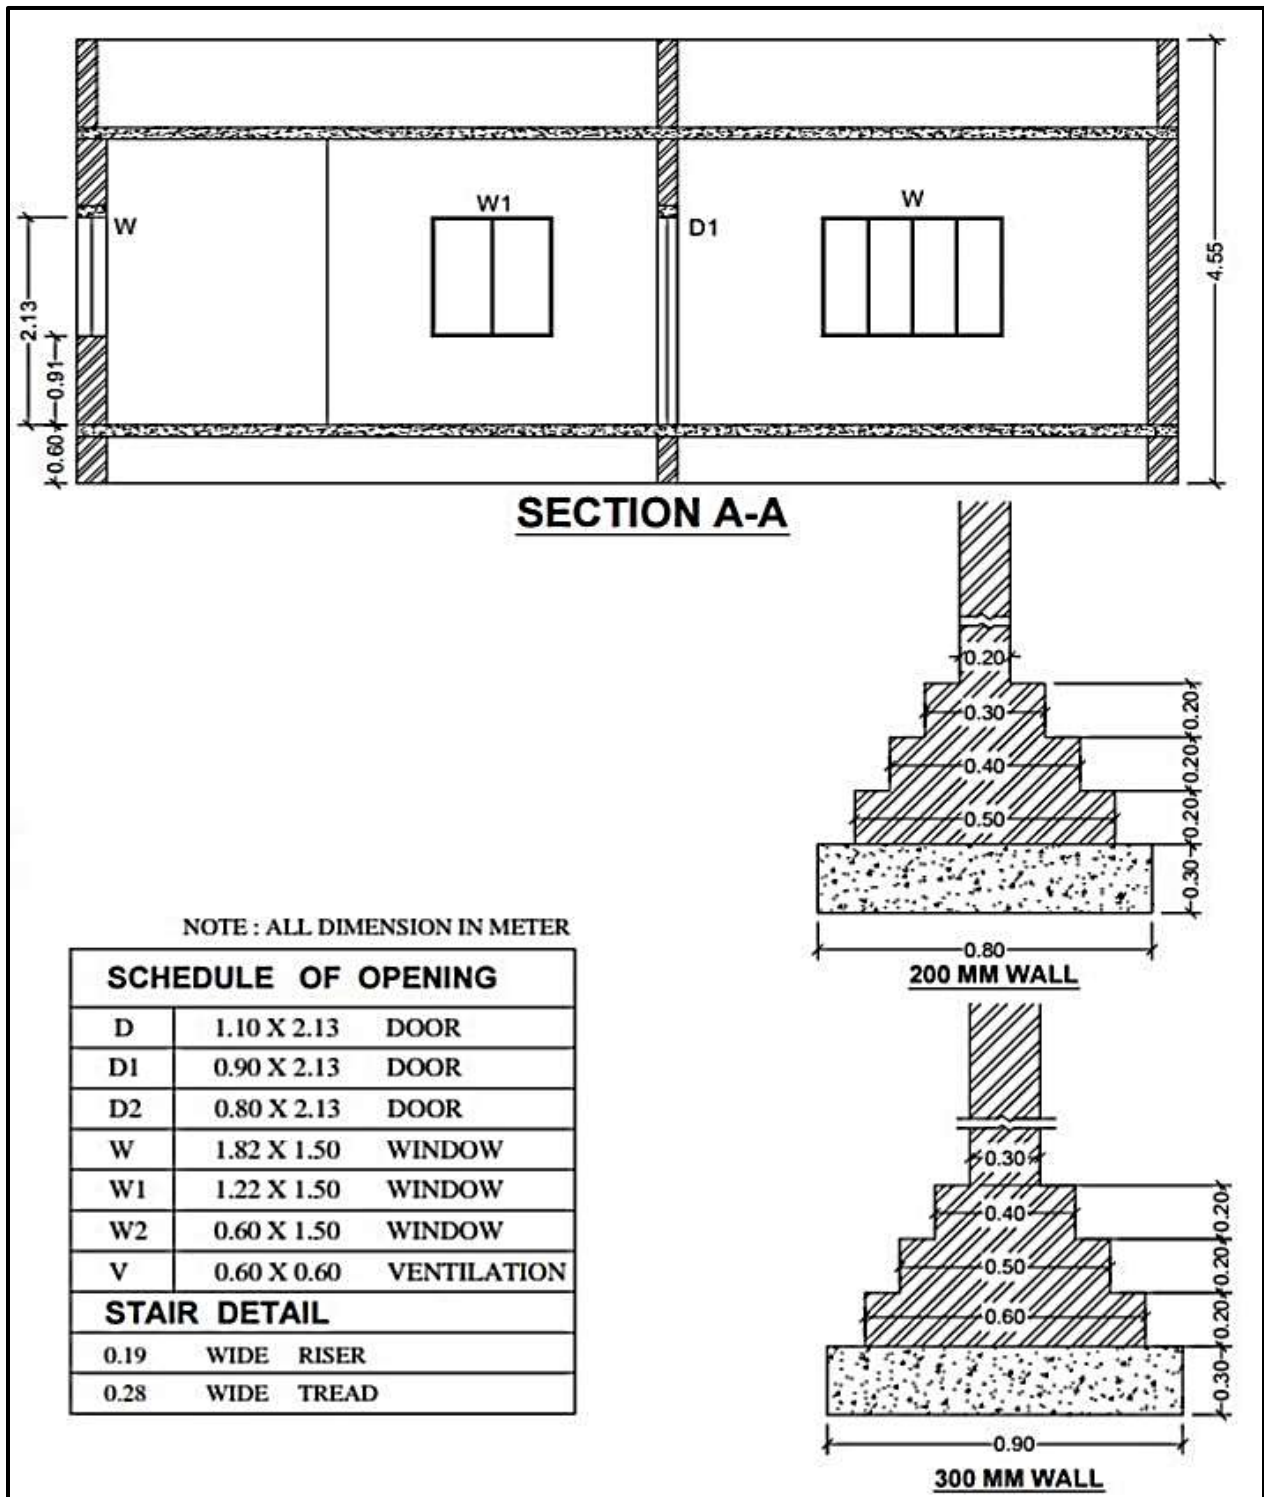 W
W1
D1
W
2.13
0.91
0.60
4.55
SECTION A-A
0.20
0.30
0.40
0.50
0.20
0.20
0.20
0.30
0.80
200 MM WALL
NOTE : ALL DIMENSION IN METER
SCHEDULE OF OPENING
D 1.10 X 2.13 DOOR
D1 0.90 X 2.13 DOOR
D2 0.80 X 2.13 DOOR
W 1.82 X 1.50 WINDOW
W1 1.22 X 1.50 WINDOW
W2 0.60 X 1.50 WINDOW
V 0.60 X 0.60 VENTILATION
STAIR DETAIL
0.19 WIDE RISER
0.28 WIDE TREAD
0.30
0.40
0.50
0.60
0.20
0.20
0.20
0.30
0.90
300 MM WALL